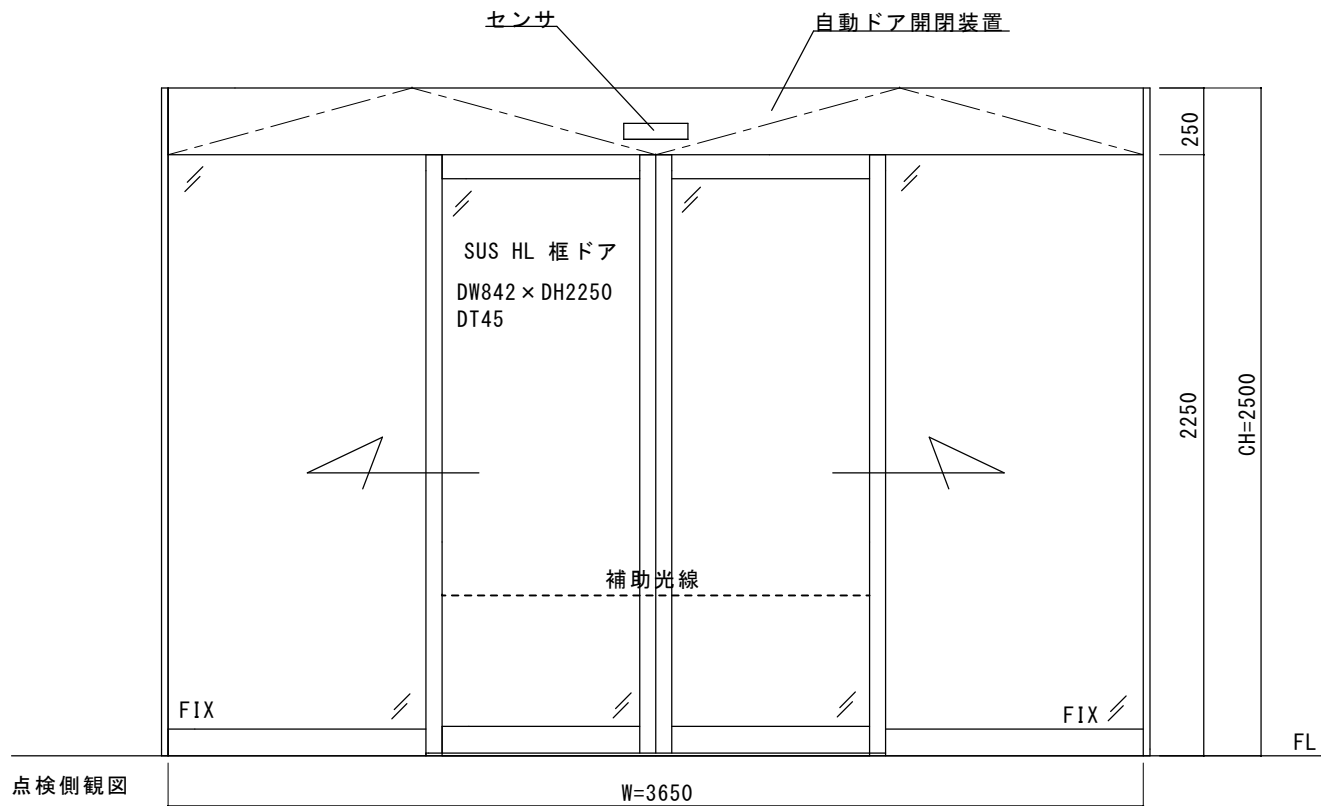 センサ
自動ドア開閉装置
250
SUS HL 框ドア
DW842×DH2250
DT45
2250
CH=2500
補助光線
FIX
FIX
FL
点検側観図
W=3650